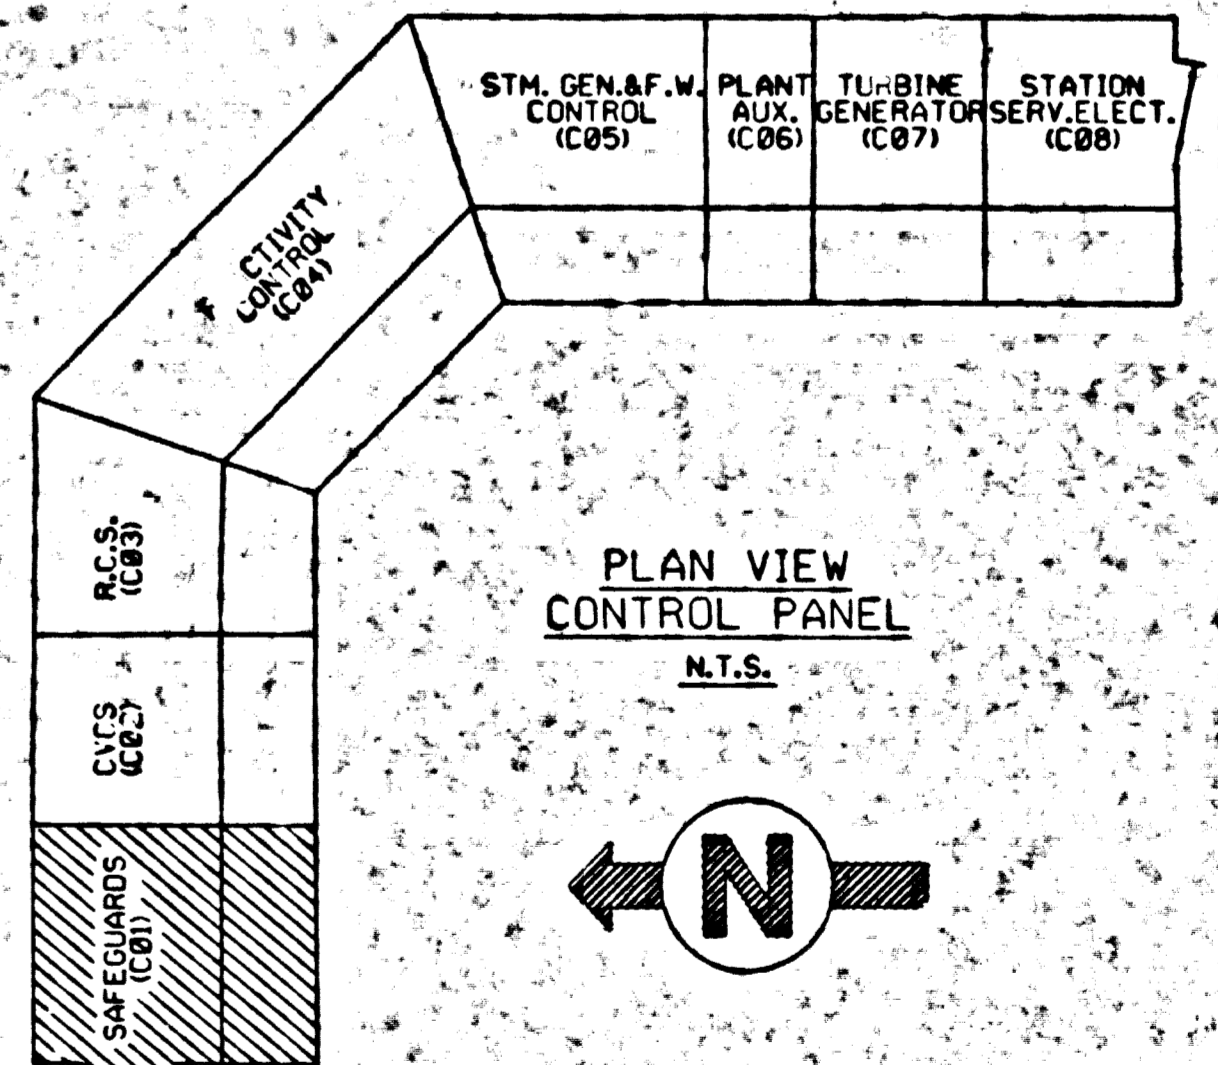 STM. GEN.&F.W.
CONTROL
(C05)
PLANT
AUX.
(C06)
TURBINE
GENERATOR
(C07)
STATION
SERV.ELECT.
(C08)
CTIVITY
CONTROL
(C04)
R.C.S.
(C03)
CVCS
(C02)
SAFEGUARDS
(C01)
PLAN VIEW
CONTROL PANEL
N.T.S.
N